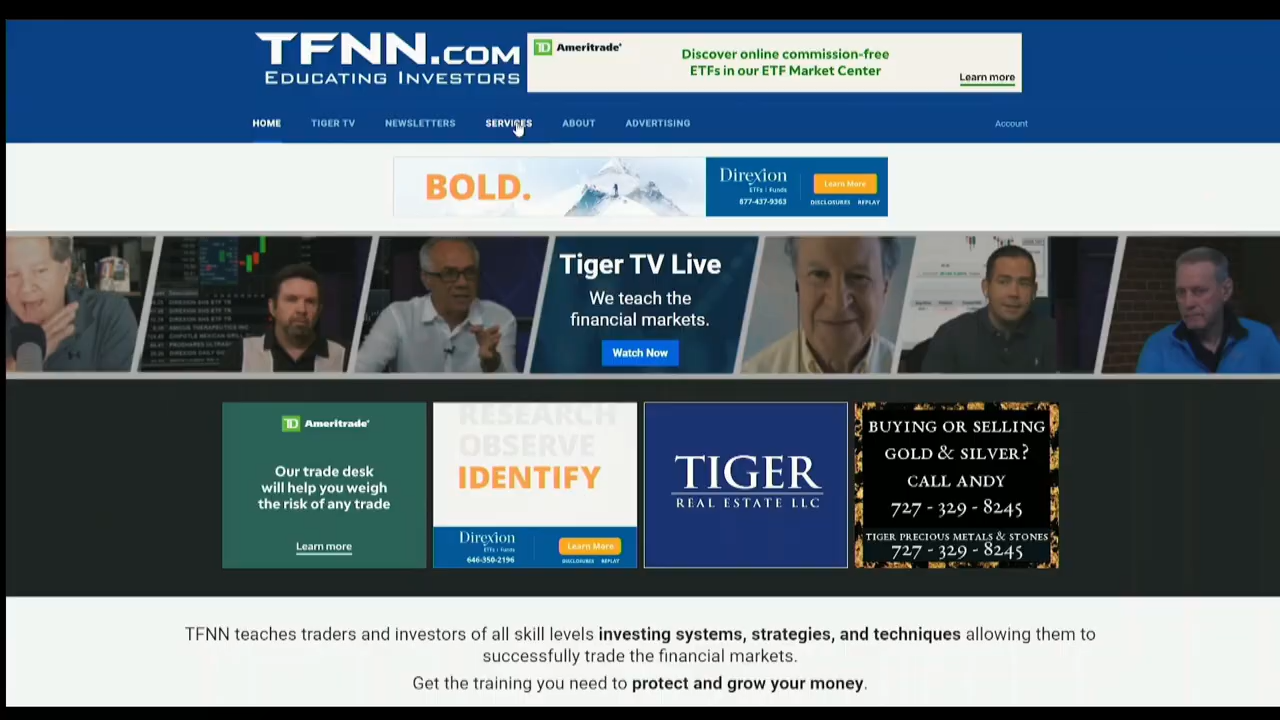 TFNN.COM
EDUCATING INVESTORS
TD Ameritrade
Discover online commission-free
ETFs in our ETF Market Center
Learn more
HOME TIGER TV NEWSLETTERS SERVICES ABOUT ADVERTISING Account
BOLD.
Direxion
ETFs | Funds
877-437-9363
Learn More
DISCLOSURES REPLAY
Tiger TV Live
We teach the
financial markets.
Watch Now
TD Ameritrade
Our trade desk
will help you weigh
the risk of any trade
Learn more
RESEARCH
OBSERVE
IDENTIFY
Direxion
ETFs | Funds
646-350-2196
Learn More
DISCLOSURES REPLAY
TIGER
REAL ESTATE LLC
BUYING OR SELLING
GOLD & SILVER?
CALL ANDY
727 - 329 - 8245
TIGER PRECIOUS METALS & STONES
727 - 329 - 8245
TFNN teaches traders and investors of all skill levels investing systems, strategies, and techniques allowing them to
successfully trade the financial markets.
Get the training you need to protect and grow your money.